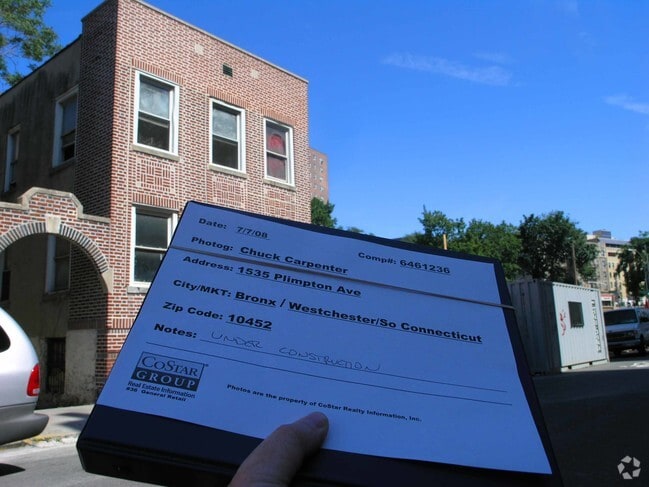 Date: 7/7/08
Comp#: 6461236
Photog: Chuck Carpenter
Address: 1535 Plimpton Ave
City/MKT: Bronx / Westchester/So Connecticut
Zip Code: 10452
Notes: UNDER CONSTRUCTION
COSTAR
GROUP
Real Estate Information
#36 General Retail
Photos are the property of CoStar Realty Information, Inc.